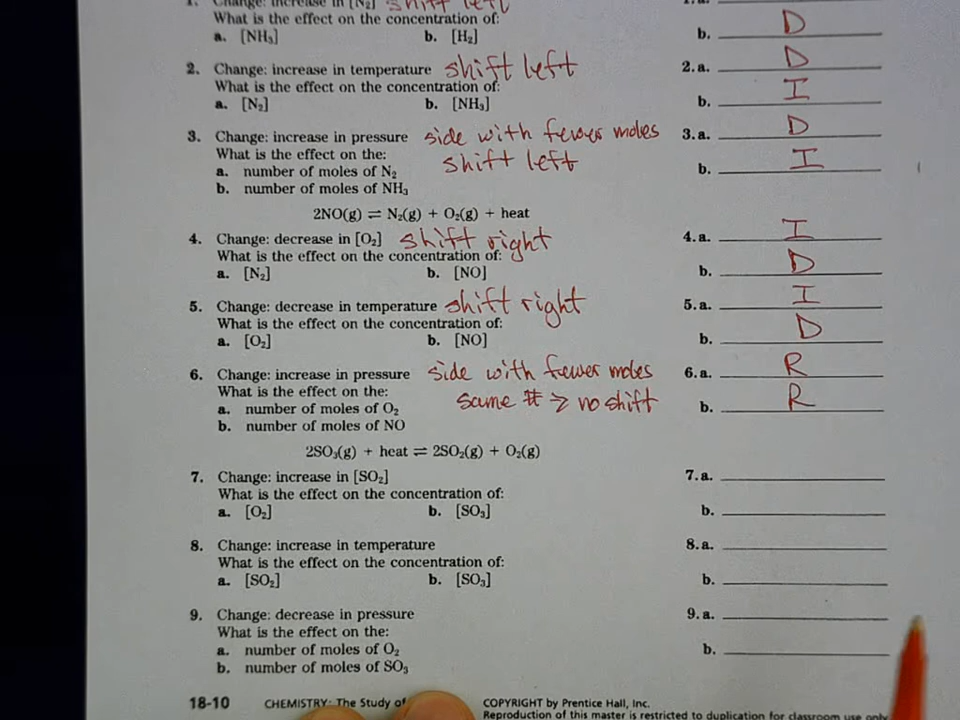 1. Change: increase in [N₂] shift left
What is the effect on the concentration of:
a. [NH₃] b. [H₂] b. D
2. Change: increase in temperature shift left 2. a. D
What is the effect on the concentration of:
a. [N₂] b. [NH₃] b. I
3. Change: increase in pressure side with fewer moles 3. a. D
What is the effect on the: shift left
a. number of moles of N₂ b. I
b. number of moles of NH₃
2NO(g) ⇌ N₂(g) + O₂(g) + heat
4. Change: decrease in [O₂] shift right 4. a. I
What is the effect on the concentration of:
a. [N₂] b. [NO] b. D
5. Change: decrease in temperature shift right 5. a. I
What is the effect on the concentration of:
a. [O₂] b. [NO] b. D
6. Change: increase in pressure side with fewer moles 6. a. R
What is the effect on the:
a. number of moles of O₂ same # → no shift b. R
b. number of moles of NO
2SO₃(g) + heat ⇌ 2SO₂(g) + O₂(g)
7. Change: increase in [SO₂] 7. a.
What is the effect on the concentration of:
a. [O₂] b. [SO₃] b.
8. Change: increase in temperature 8. a.
What is the effect on the concentration of:
a. [SO₂] b. [SO₃] b.
9. Change: decrease in pressure 9. a.
What is the effect on the:
a. number of moles of O₂ b.
b. number of moles of SO₃
18-10 CHEMISTRY: The Study of COPYRIGHT by Prentice Hall, Inc.
Reproduction of this master is restricted to duplication for classroom use only